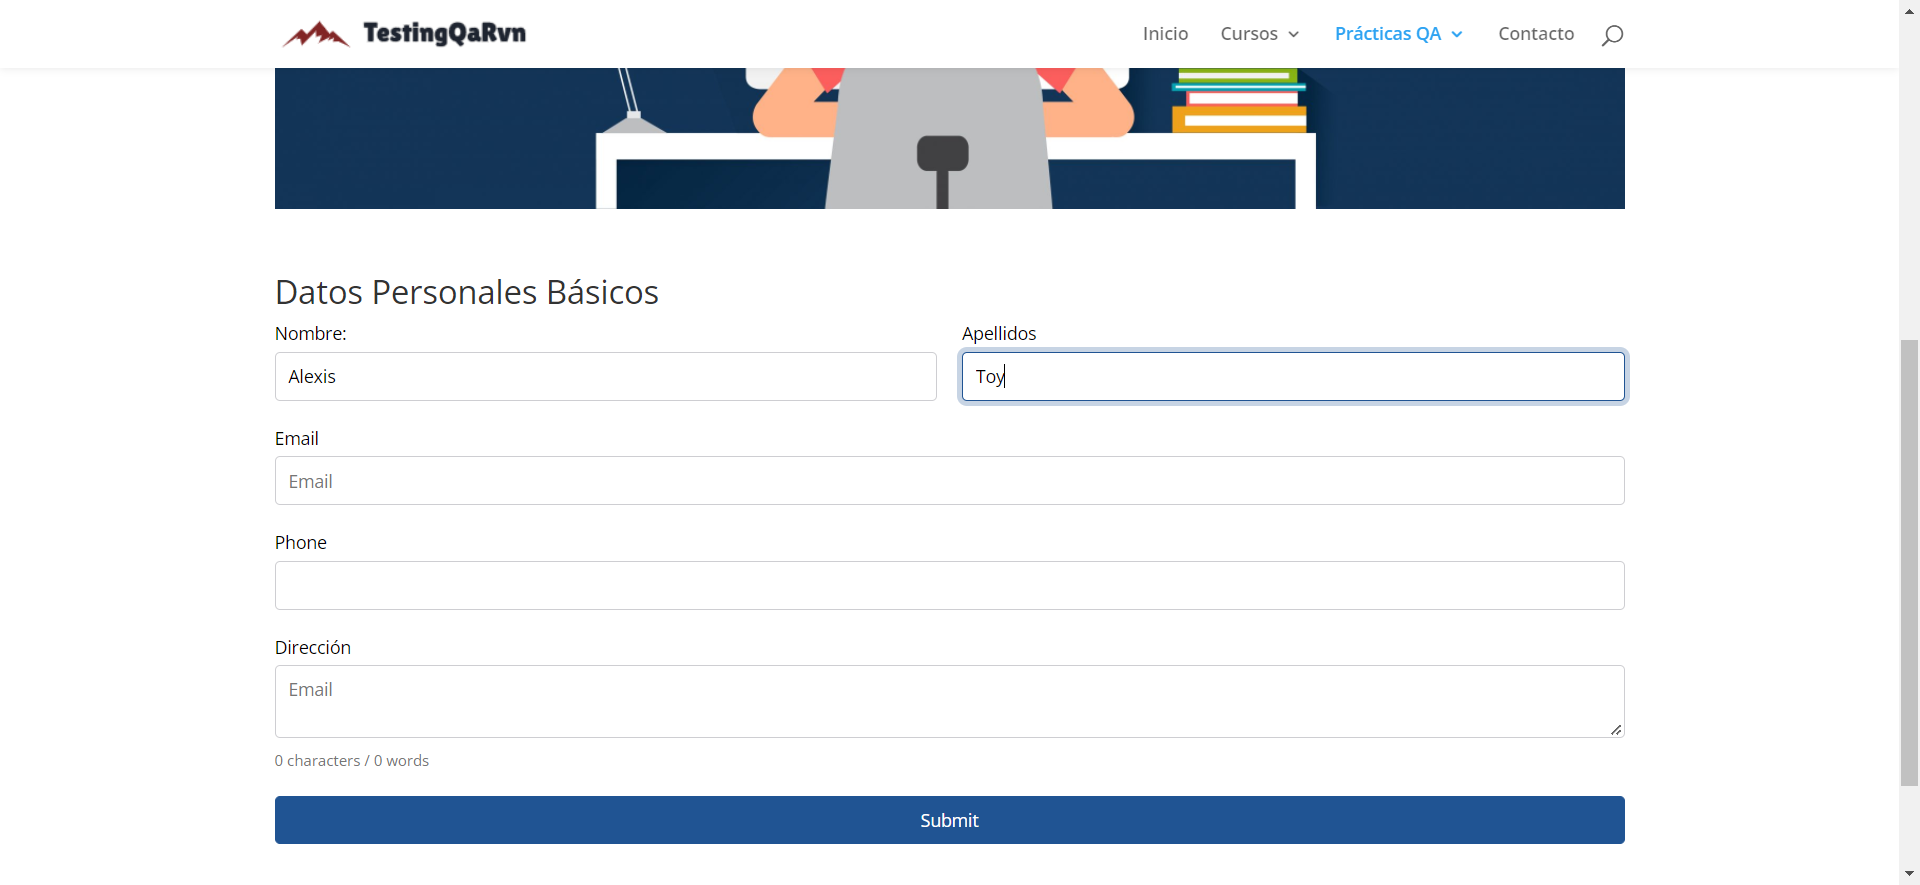 TestingQaRvn
Inicio Cursos Prácticas QA Contacto
Datos Personales Básicos
Nombre: Apellidos
Alexis Toy
Email
Email
Phone
Dirección
Email
0 characters / 0 words
Submit